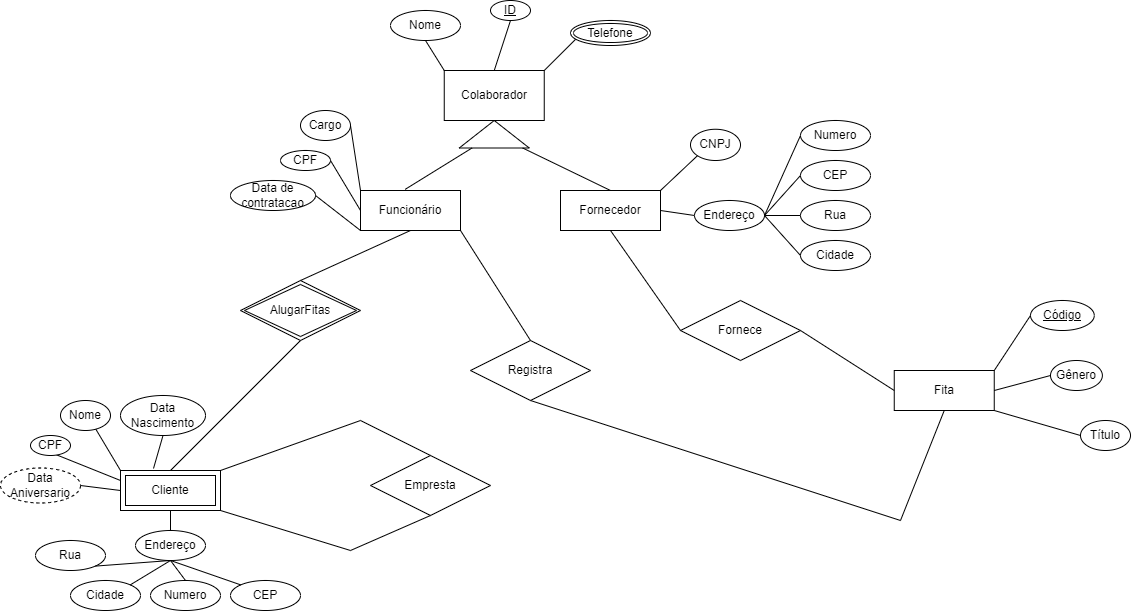 ID
Nome
Telefone
Colaborador
Cargo
CPF
Data de
contratacao
Funcionário
CNPJ
Fornecedor
Endereço
Numero
CEP
Rua
Cidade
AlugarFitas
Fornece
Registra
Código
Gênero
Título
Fita
Data
Nascimento
Nome
CPF
Data
Aniversario
Cliente
Empresta
Endereço
Rua
Cidade
Numero
CEP